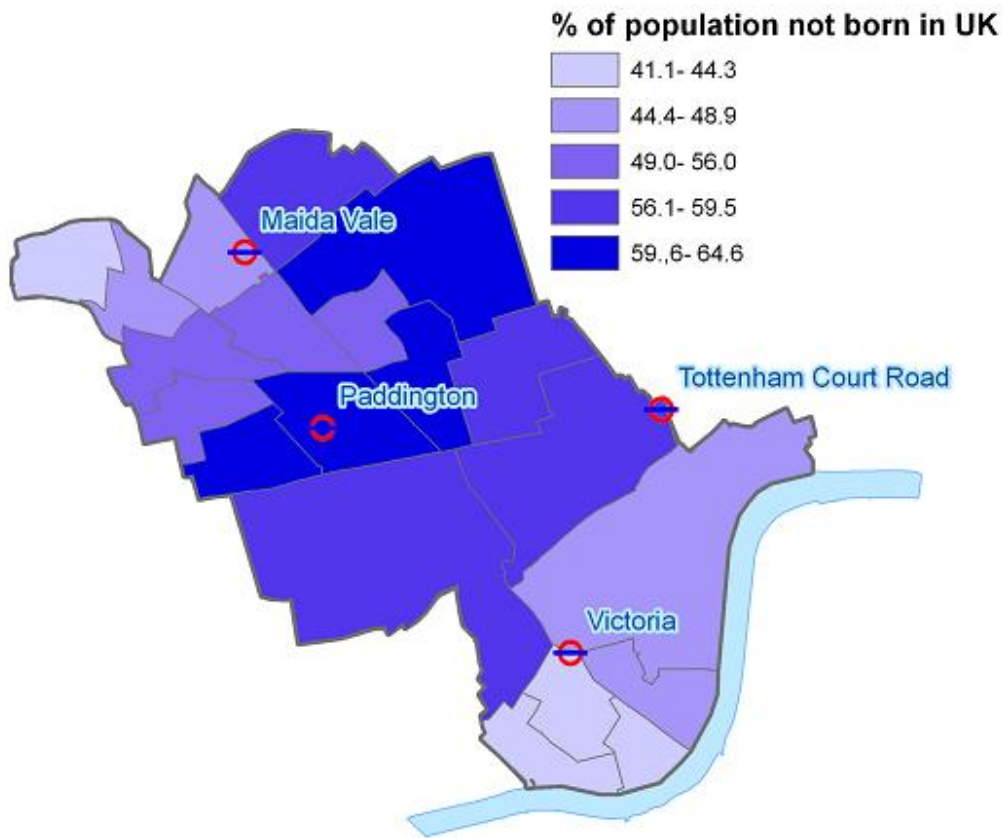 % of population not born in UK
41.1- 44.3
44.4- 48.9
49.0- 56.0
56.1- 59.5
59.,6- 64.6
Maida Vale
Paddington
Tottenham Court Road
Victoria